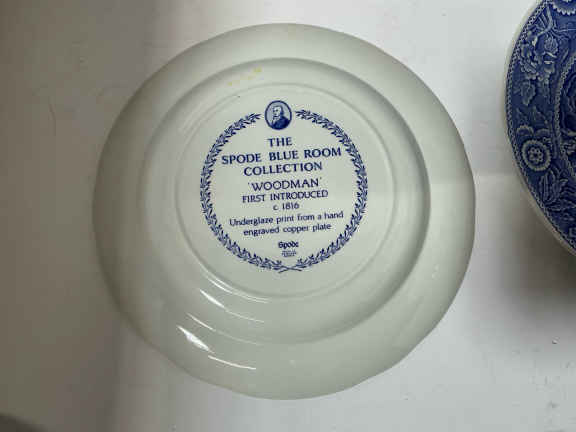 THE
SPODE BLUE ROOM
COLLECTION
'WOODMAN'
FIRST INTRODUCED
c 1816
Underglaze print from a hand
engraved copper plate
Spode